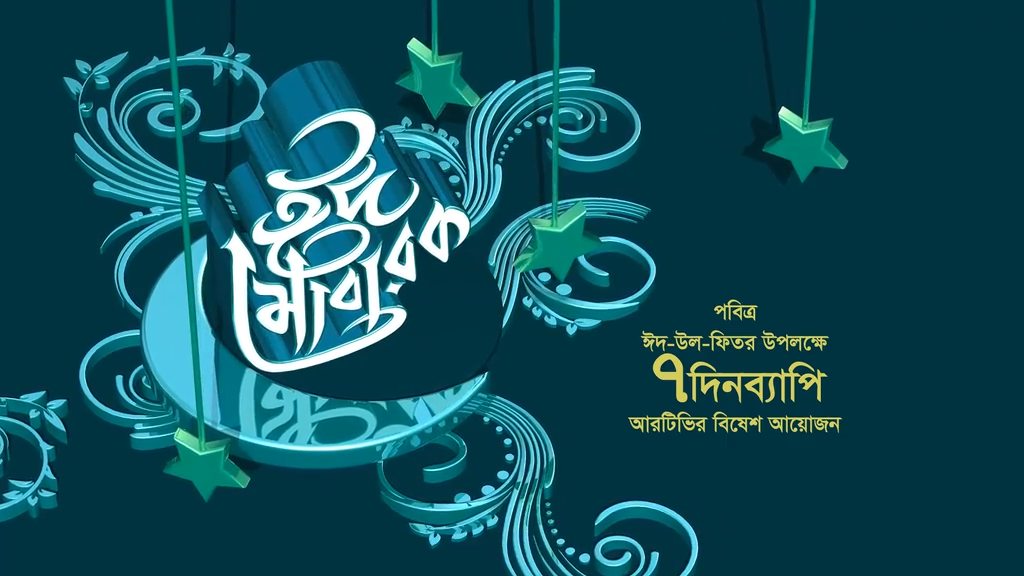 ঈদ
মোবারক
পবিত্র
ঈদ-উল-ফিতর উপলক্ষে
৭দিনব্যাপি
আরটিভির বিষেশ আয়োজন